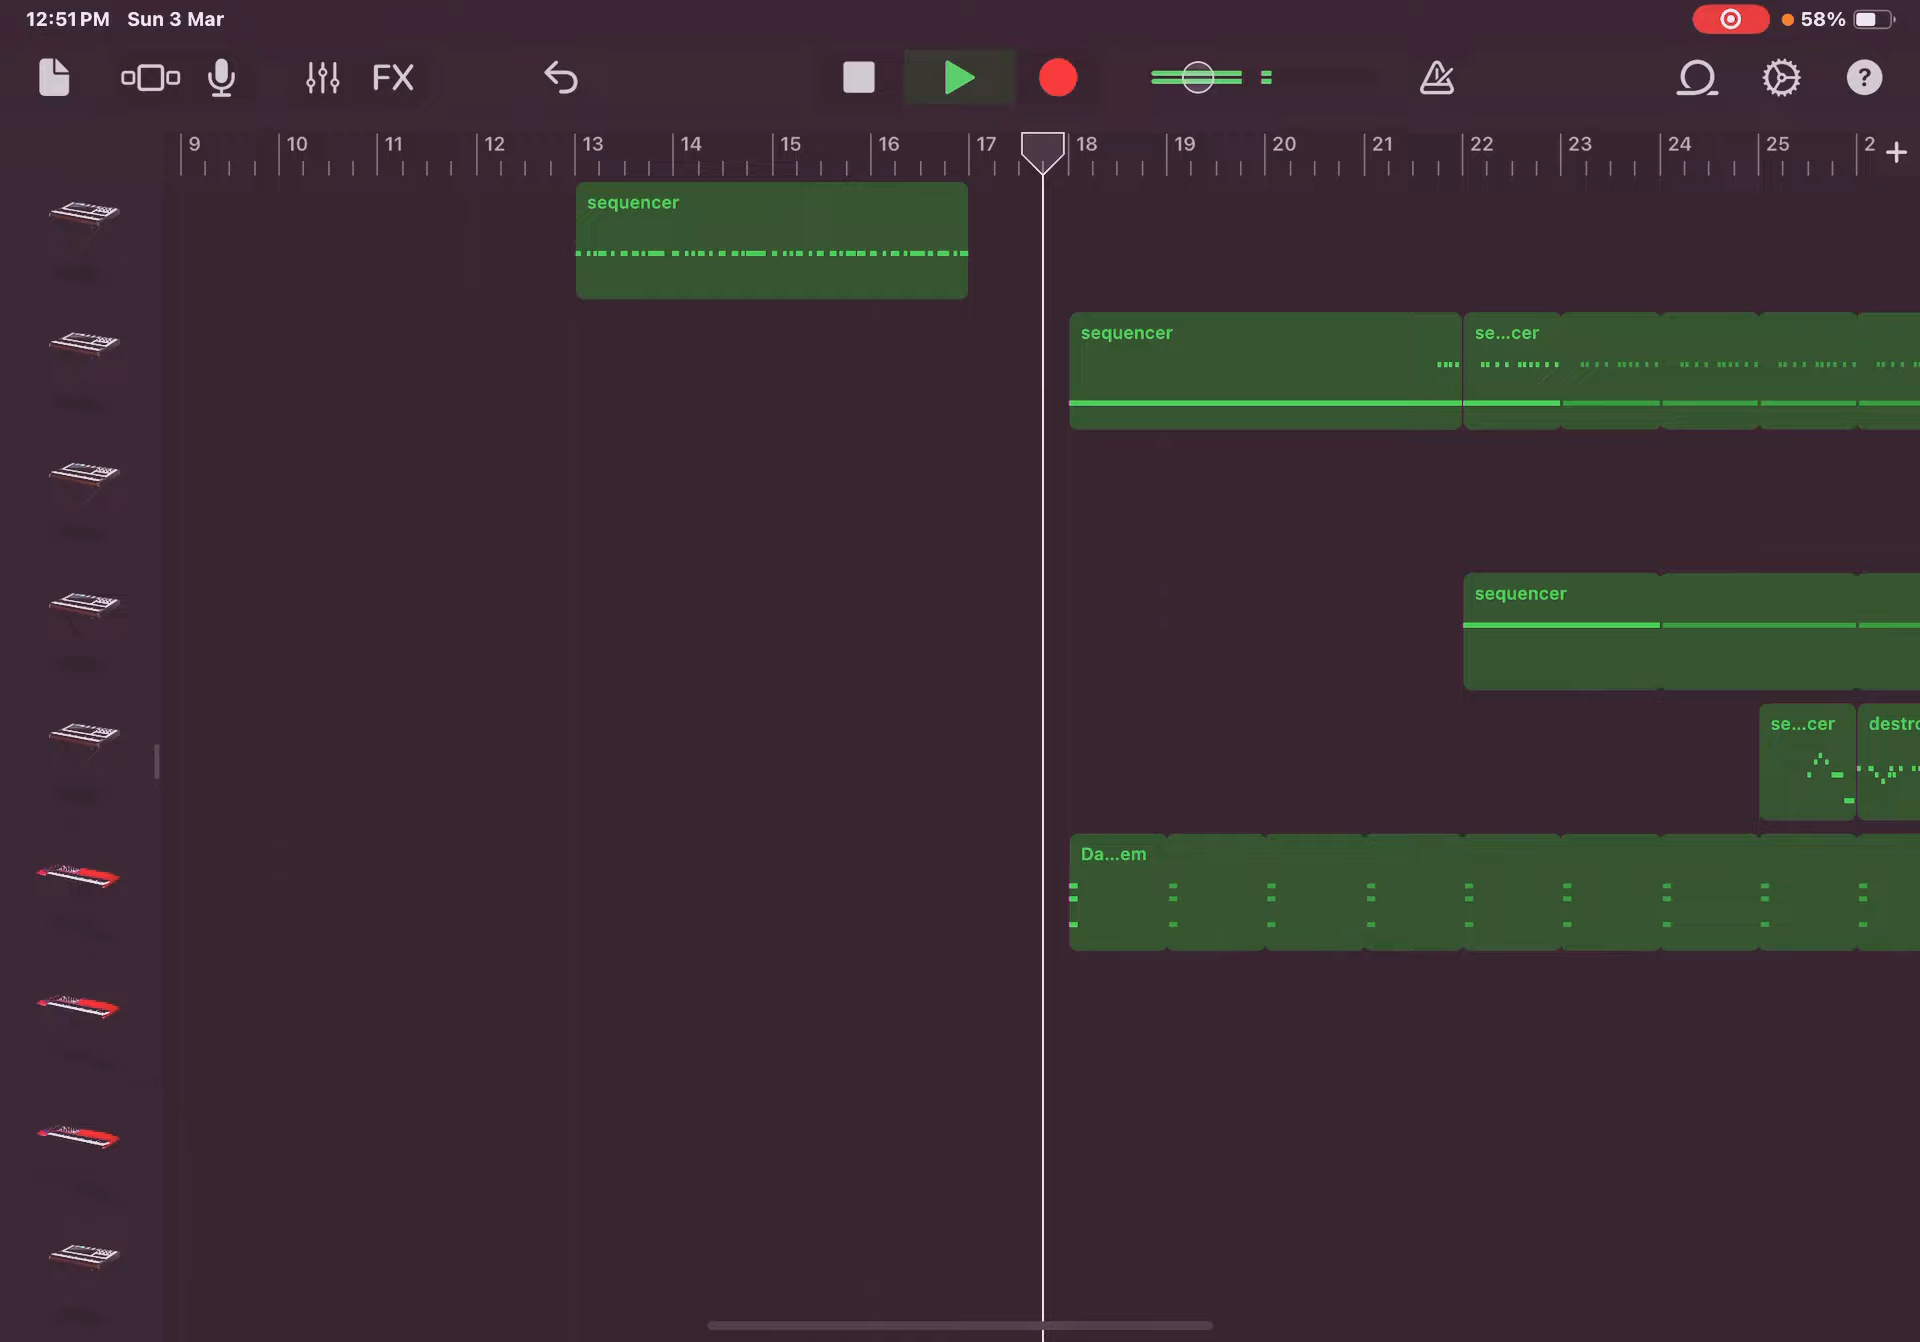 12:51 PM Sun 3 Mar
58%
FX
?
9 10 11 12 13 14 15 16 17 18 19 20 21 22 23 24 25 2 +
sequencer
sequencer
se...cer
sequencer
se...cer
destro
Da...em